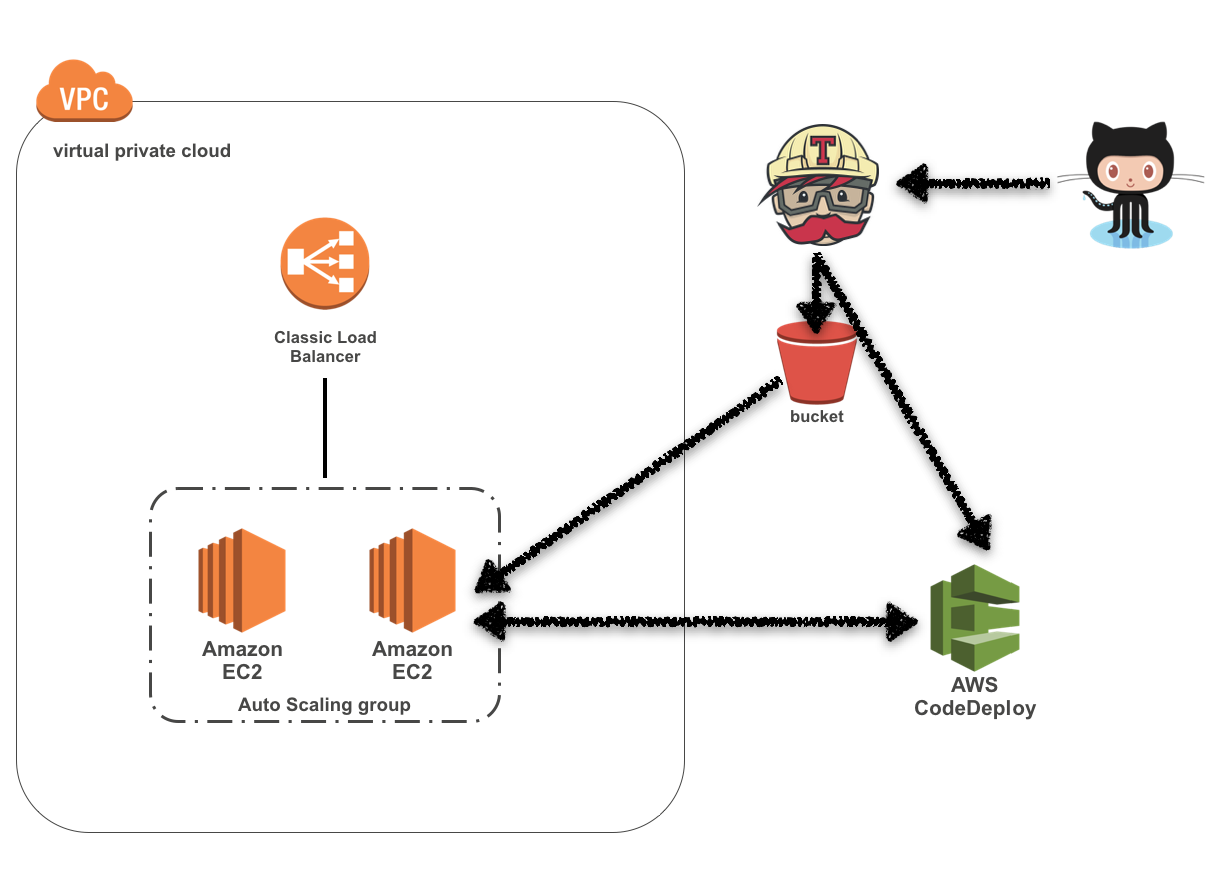 VPC
virtual private cloud
T
Classic Load
Balancer
bucket
Amazon
EC2
Amazon
EC2
Auto Scaling group
AWS
CodeDeploy